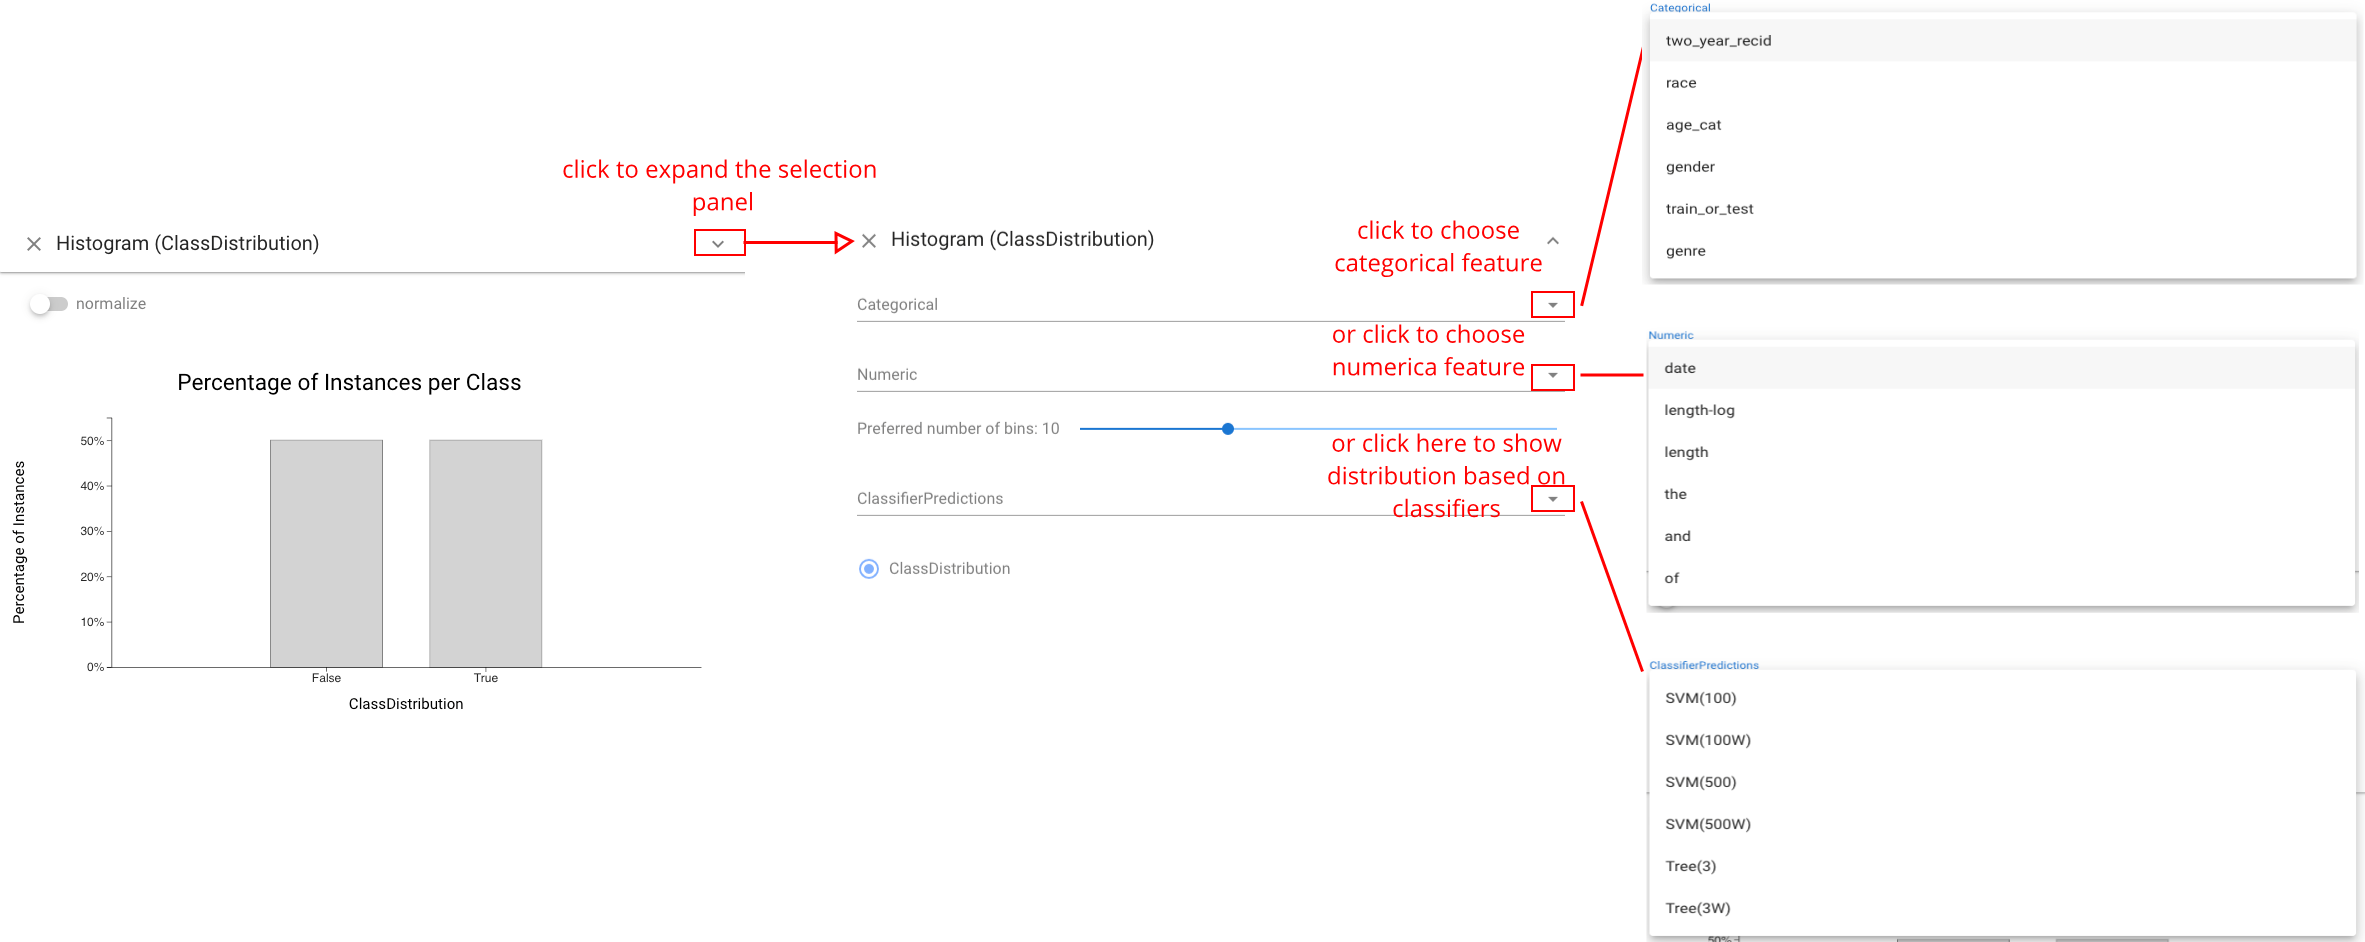 click to expand the selection
panel
Histogram (ClassDistribution)
normalize
Percentage of Instances per Class
Percentage of Instances
50%
40%
30%
20%
10%
0%
False
True
ClassDistribution
Histogram (ClassDistribution)
click to choose
categorical feature
Categorical
or click to choose
numerica feature
Numeric
Preferred number of bins: 10
or click here to show
distribution based on
classifiers
ClassifierPredictions
ClassDistribution
Categorical
two_year_recid
race
age_cat
gender
train_or_test
genre
Numeric
date
length-log
length
the
and
of
ClassifierPredictions
SVM(100)
SVM(100W)
SVM(500)
SVM(500W)
Tree(3)
Tree(3W)
50%